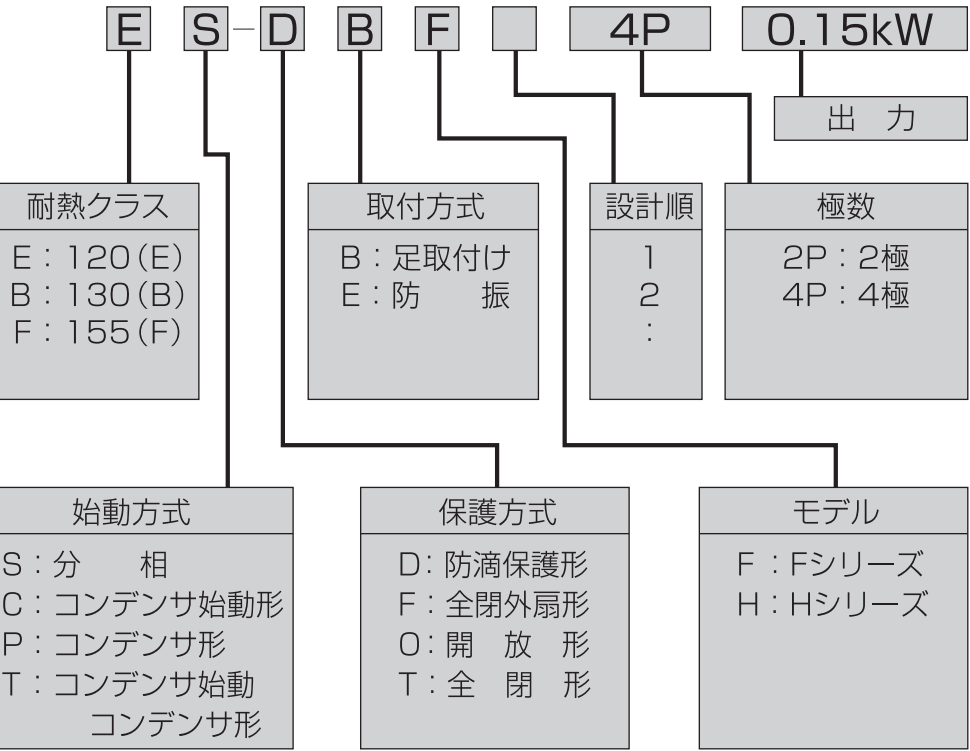 E S-D B F 4P 0.15kW
出 力
耐熱クラス
E：120(E)
B：130(B)
F：155(F)
取付方式
B：足取付け
E：防 振
設計順
1
2
：
極数
2P：2極
4P：4極
始動方式
S：分 相
C：コンデンサ始動形
P：コンデンサ形
T：コンデンサ始動
コンデンサ形
保護方式
D：防滴保護形
F：全閉外扇形
O：開 放 形
T：全 閉 形
モデル
F：Fシリーズ
H：Hシリーズ